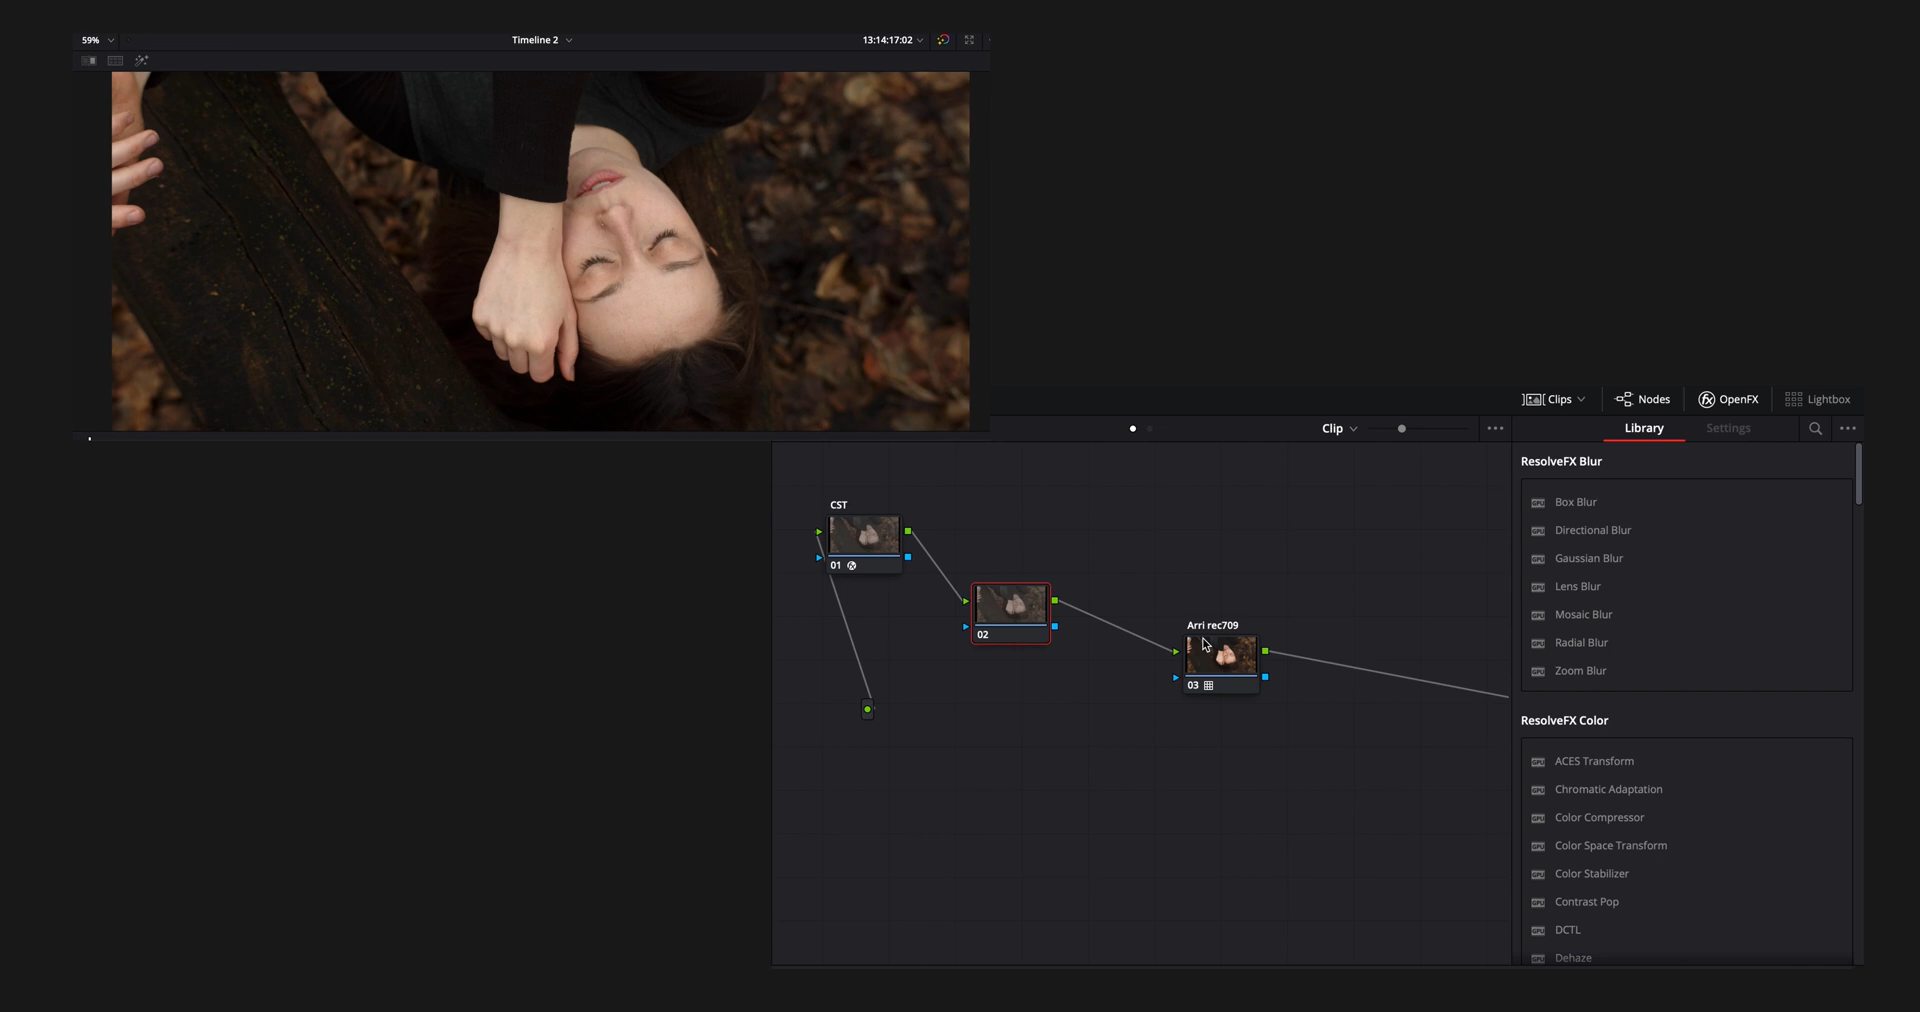 59%
Timeline 2
13:14:17:02
Clips
Nodes
OpenFX
Lightbox
Clip
Library
Settings
ResolveFX Blur
Box Blur
Directional Blur
Gaussian Blur
Lens Blur
Mosaic Blur
Radial Blur
Zoom Blur
ResolveFX Color
ACES Transform
Chromatic Adaptation
Color Compressor
Color Space Transform
Color Stabilizer
Contrast Pop
DCTL
Dehaze
CST
01
02
Arri rec709
03